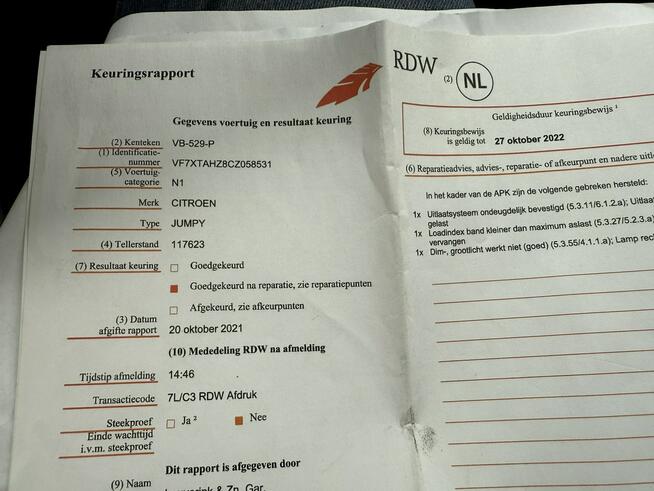 Keuringsrapport
RDW (2) NL
Gegevens voertuig en resultaat keuring
(2) Kenteken VB-529-P
(1) Identificatie-
nummer VF7XTAHZ8CZ058531
(5) Voertuig-
categorie N1
Merk CITROEN
Type JUMPY
(4) Tellerstand 117623
(7) Resultaat keuring Goedgekeurd
Goedgekeurd na reparatie, zie reparatiepunten
Afgekeurd, zie afkeurpunten
(3) Datum
afgifte rapport 20 oktober 2021
(10) Mededeling RDW na afmelding
Tijdstip afmelding 14:46
Transactiecode 7L/C3 RDW Afdruk
Steekproef Ja 2 Nee
Einde wachttijd
i.v.m. steekproef
Dit rapport is afgegeven door
(9) Naam & Zn. Gar.
Geldigheidsduur keuringsbewijs 1
(8) Keuringsbewijs
is geldig tot 27 oktober 2022
(6) Reparatieadvies, advies-, reparatie- of afkeurpunt en nadere
In het kader van de APK zijn de volgende gebreken hersteld:
1x Uitlaatsysteem ondeugdelijk bevestigd (5.3.11/6.1.2.a);
gelast
1x Loadindex band kleiner dan maximum aslast (5.3.27/5.2.3.a)
vervangen
1x Dim-, grootlicht werkt niet (goed) (5.3.55/4.1.1.a); Lamp